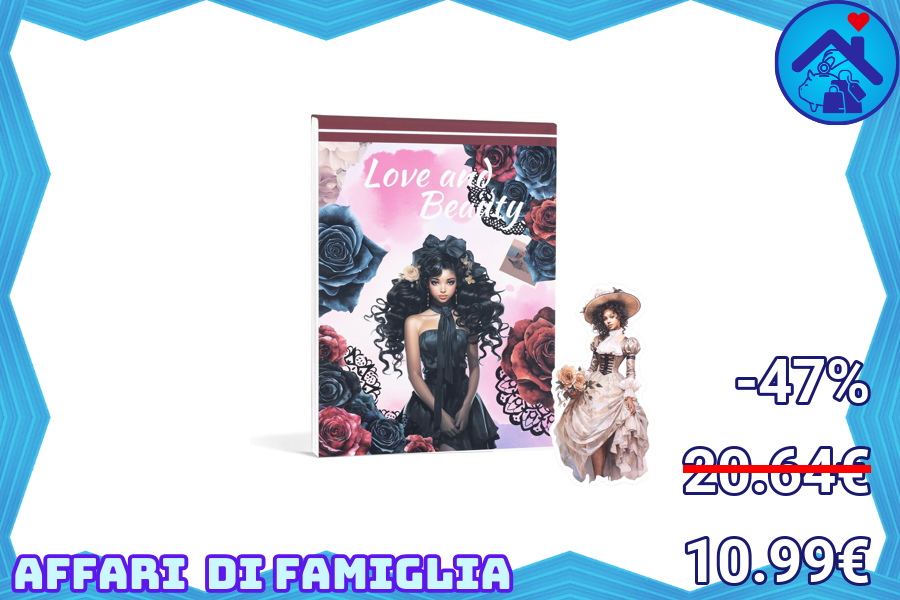 Love and
Beauty
-47%
20.64€
10.99€
AFFARI DI FAMIGLIA